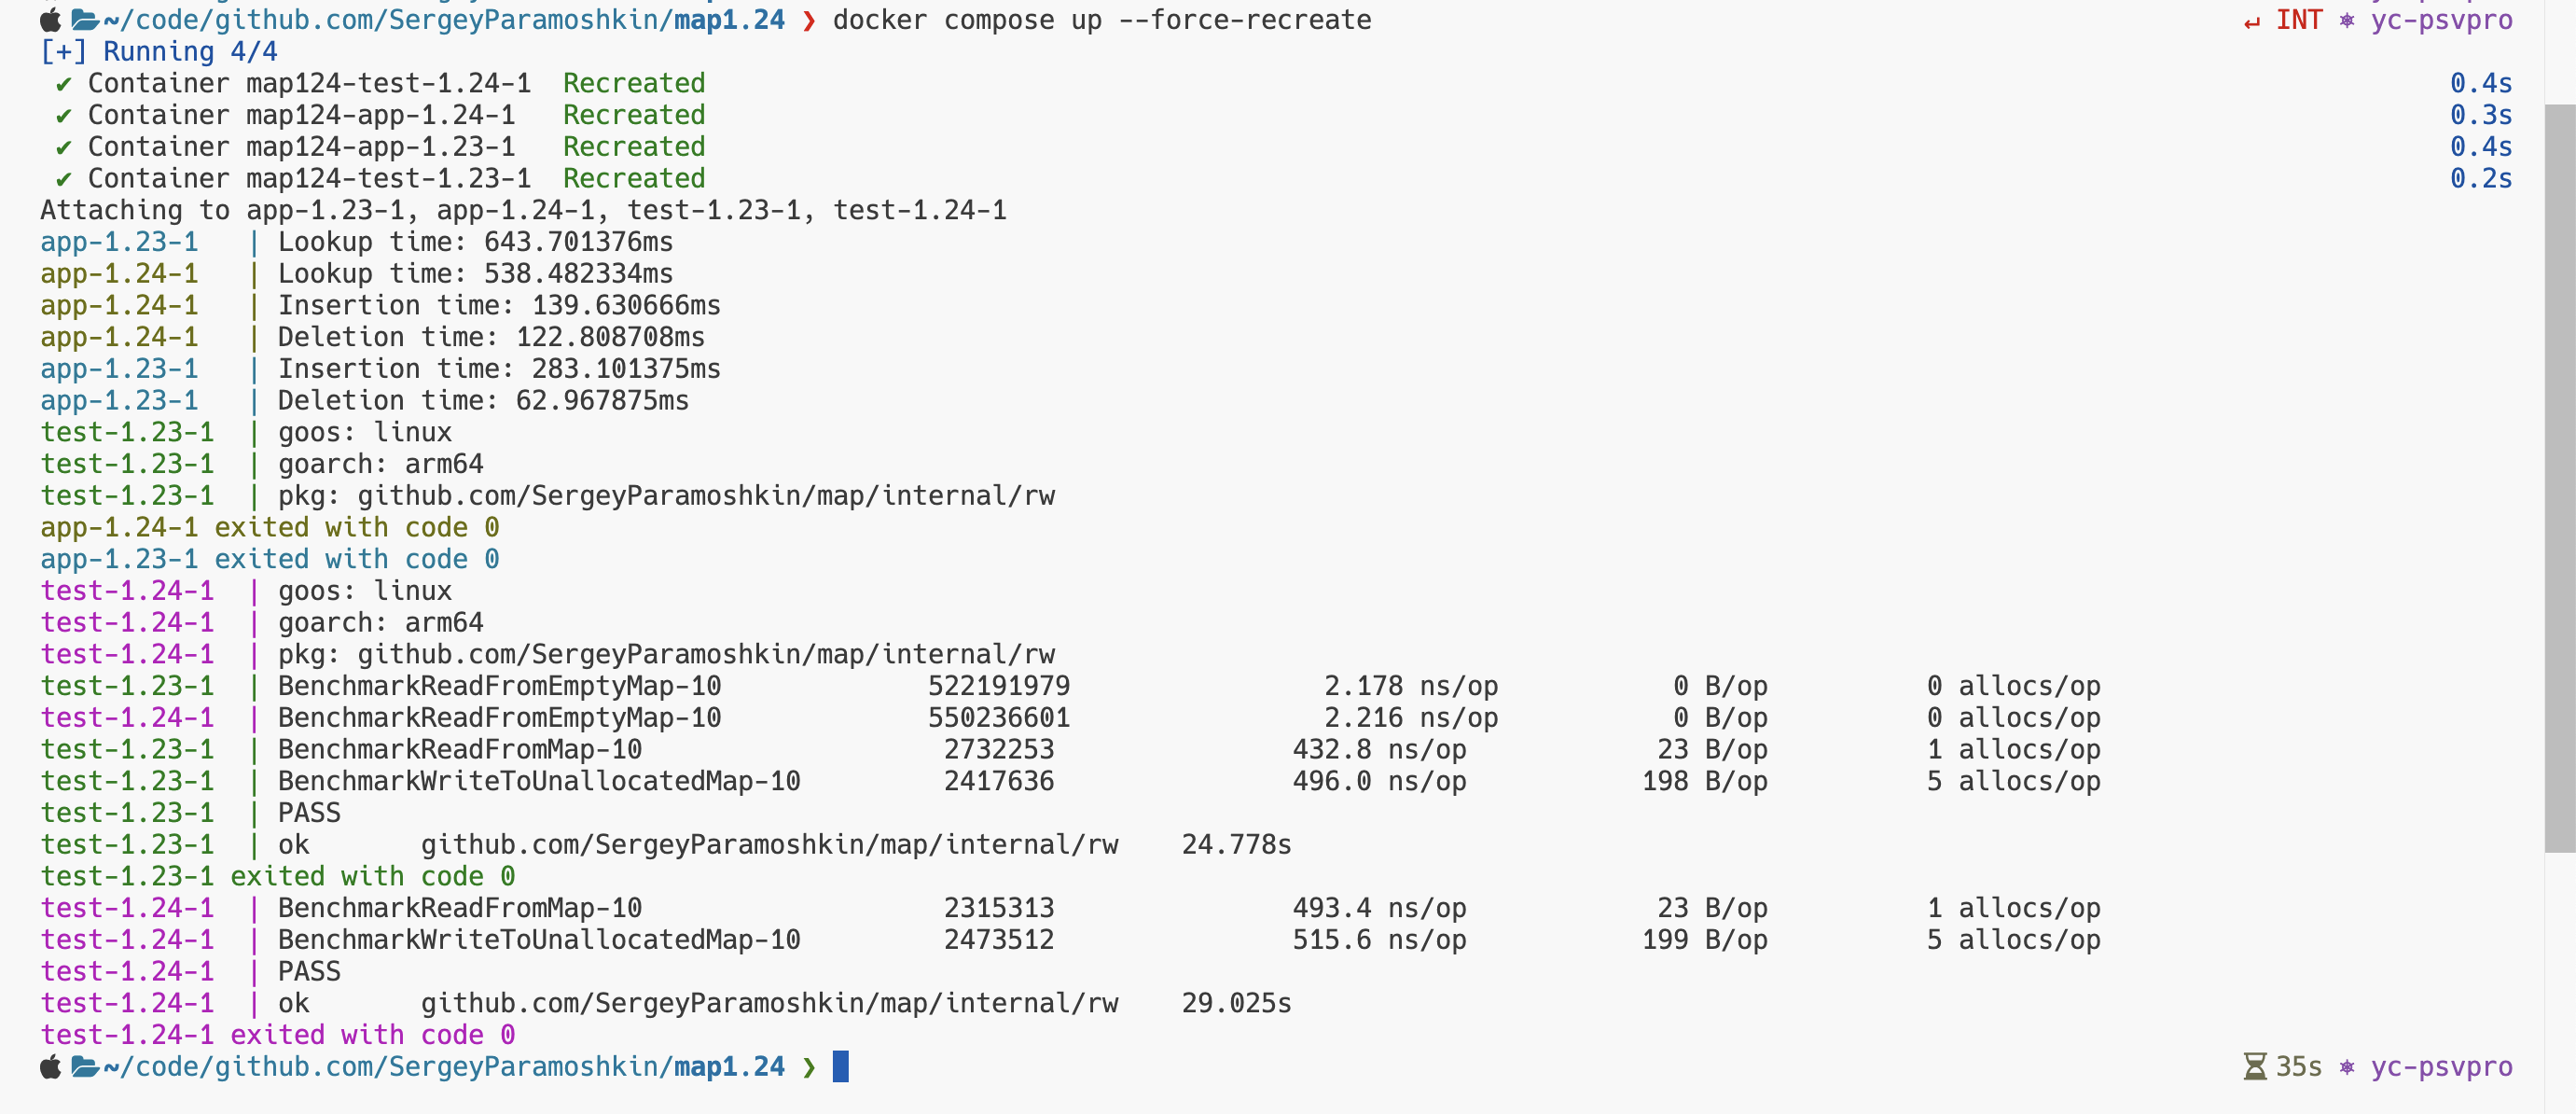 ~/code/github.com/SergeyParamoshkin/map1.24 ❯ docker compose up --force-recreate ↵ INT ⎈ yc-psvpro
[+] Running 4/4
✔ Container map124-test-1.24-1 Recreated 0.4s
✔ Container map124-app-1.24-1 Recreated 0.3s
✔ Container map124-app-1.23-1 Recreated 0.4s
✔ Container map124-test-1.23-1 Recreated 0.2s
Attaching to app-1.23-1, app-1.24-1, test-1.23-1, test-1.24-1
app-1.23-1 | Lookup time: 643.701376ms
app-1.24-1 | Lookup time: 538.482334ms
app-1.24-1 | Insertion time: 139.630666ms
app-1.24-1 | Deletion time: 122.808708ms
app-1.23-1 | Insertion time: 283.101375ms
app-1.23-1 | Deletion time: 62.967875ms
test-1.23-1 | goos: linux
test-1.23-1 | goarch: arm64
test-1.23-1 | pkg: github.com/SergeyParamoshkin/map/internal/rw
app-1.24-1 exited with code 0
app-1.23-1 exited with code 0
test-1.24-1 | goos: linux
test-1.24-1 | goarch: arm64
test-1.24-1 | pkg: github.com/SergeyParamoshkin/map/internal/rw
test-1.23-1 | BenchmarkReadFromEmptyMap-10 522191979 2.178 ns/op 0 B/op 0 allocs/op
test-1.24-1 | BenchmarkReadFromEmptyMap-10 550236601 2.216 ns/op 0 B/op 0 allocs/op
test-1.23-1 | BenchmarkReadFromMap-10 2732253 432.8 ns/op 23 B/op 1 allocs/op
test-1.23-1 | BenchmarkWriteToUnallocatedMap-10 2417636 496.0 ns/op 198 B/op 5 allocs/op
test-1.23-1 | PASS
test-1.23-1 | ok github.com/SergeyParamoshkin/map/internal/rw 24.778s
test-1.23-1 exited with code 0
test-1.24-1 | BenchmarkReadFromMap-10 2315313 493.4 ns/op 23 B/op 1 allocs/op
test-1.24-1 | BenchmarkWriteToUnallocatedMap-10 2473512 515.6 ns/op 199 B/op 5 allocs/op
test-1.24-1 | PASS
test-1.24-1 | ok github.com/SergeyParamoshkin/map/internal/rw 29.025s
test-1.24-1 exited with code 0
~/code/github.com/SergeyParamoshkin/map1.24 ❯ 35s ⎈ yc-psvpro